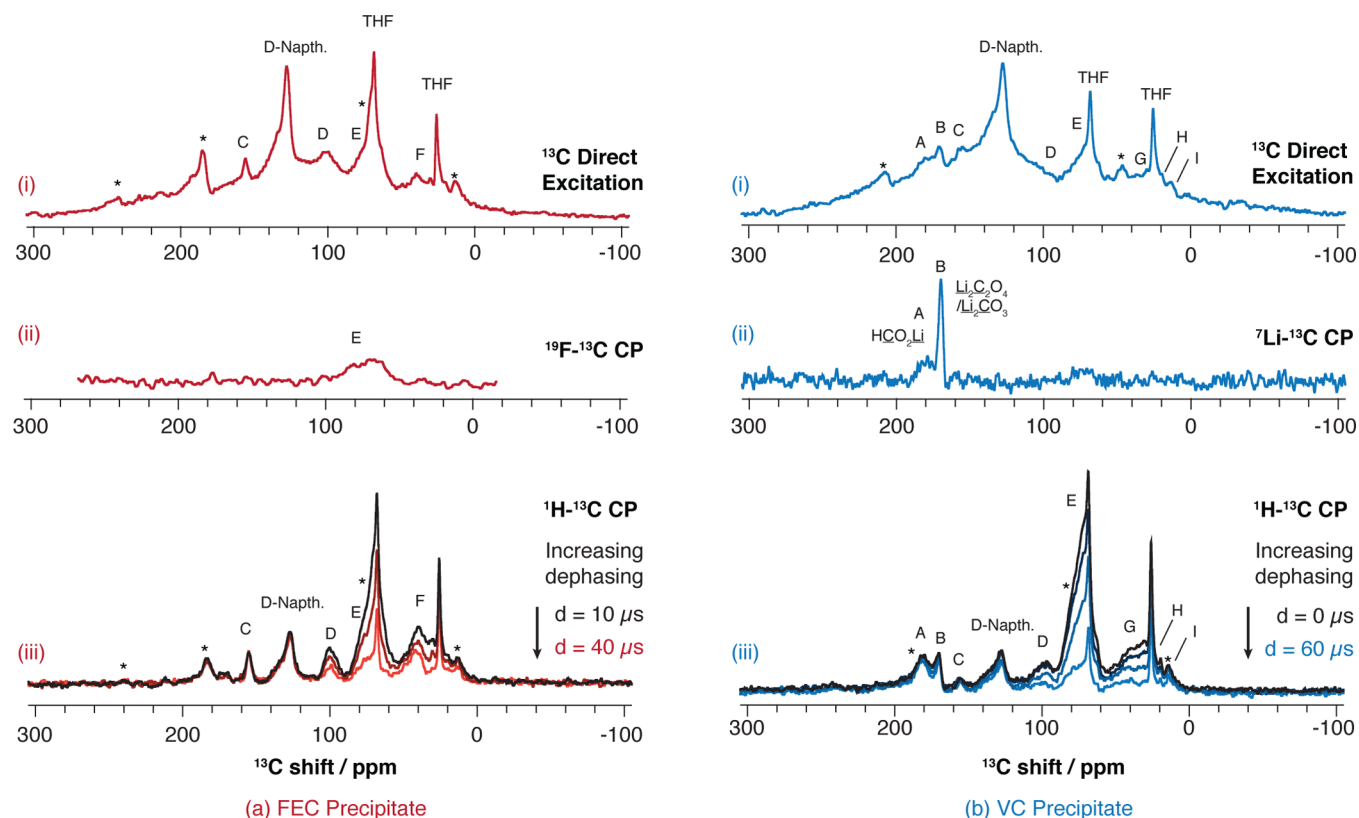 THF
D-Napth.
THF
*
*
C
D
E
F
*
*
(i)
¹³C Direct
Excitation
300
200
100
0
-100
(ii)
E
¹⁹F-¹³C CP
300
200
100
0
-100
¹H-¹³C CP
Increasing
dephasing
d = 10 µs
d = 40 µs
(iii)
*
*
C
D-Napth.
D
E
*
F
*
300
200
100
0
-100
¹³C shift / ppm
(a) FEC Precipitate
D-Napth.
THF
THF
*
A
B
C
D
E
*
G
H
I
(i)
¹³C Direct
Excitation
300
200
100
0
-100
B
Li₂C₂O₄
/Li₂CO₃
A
HCO₂Li
(ii)
⁷Li-¹³C CP
300
200
100
0
-100
E
¹H-¹³C CP
Increasing
dephasing
d = 0 µs
d = 60 µs
(iii)
*
A
B
C
D-Napth.
D
*
G
H
I
*
300
200
100
0
-100
¹³C shift / ppm
(b) VC Precipitate